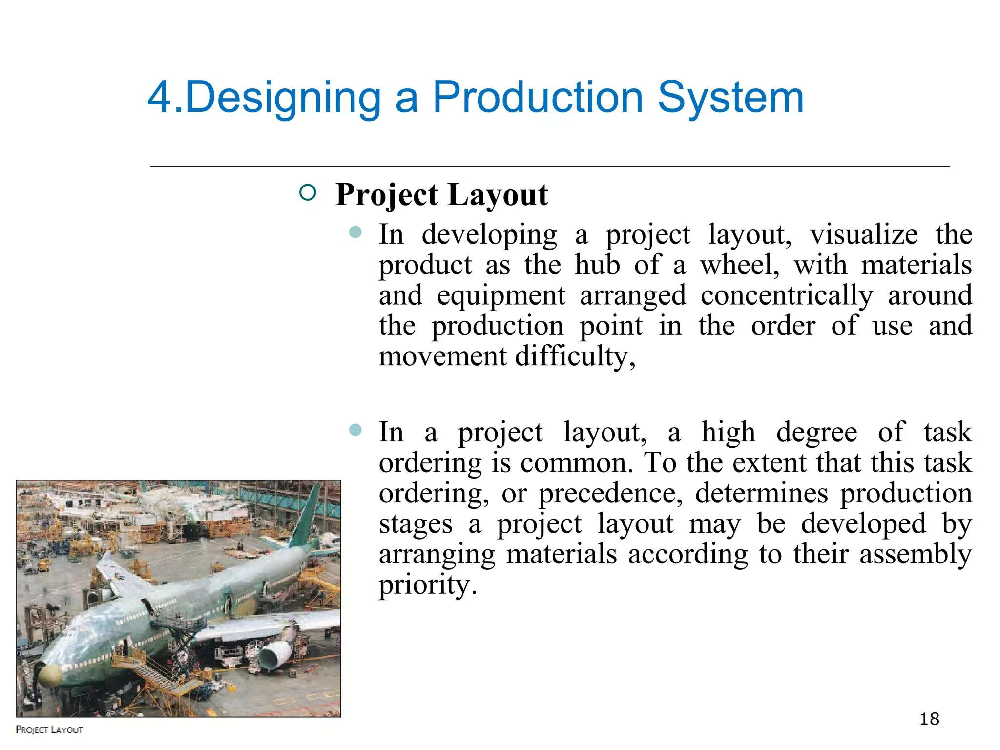 4.Designing a Production System
Project Layout
In developing a project layout, visualize the
product as the hub of a wheel, with materials
and equipment arranged concentrically around
the production point in the order of use and
movement difficulty,
In a project layout, a high degree of task
ordering is common. To the extent that this task
ordering, or precedence, determines production
stages a project layout may be developed by
arranging materials according to their assembly
priority.
PROJECT LAYOUT
18